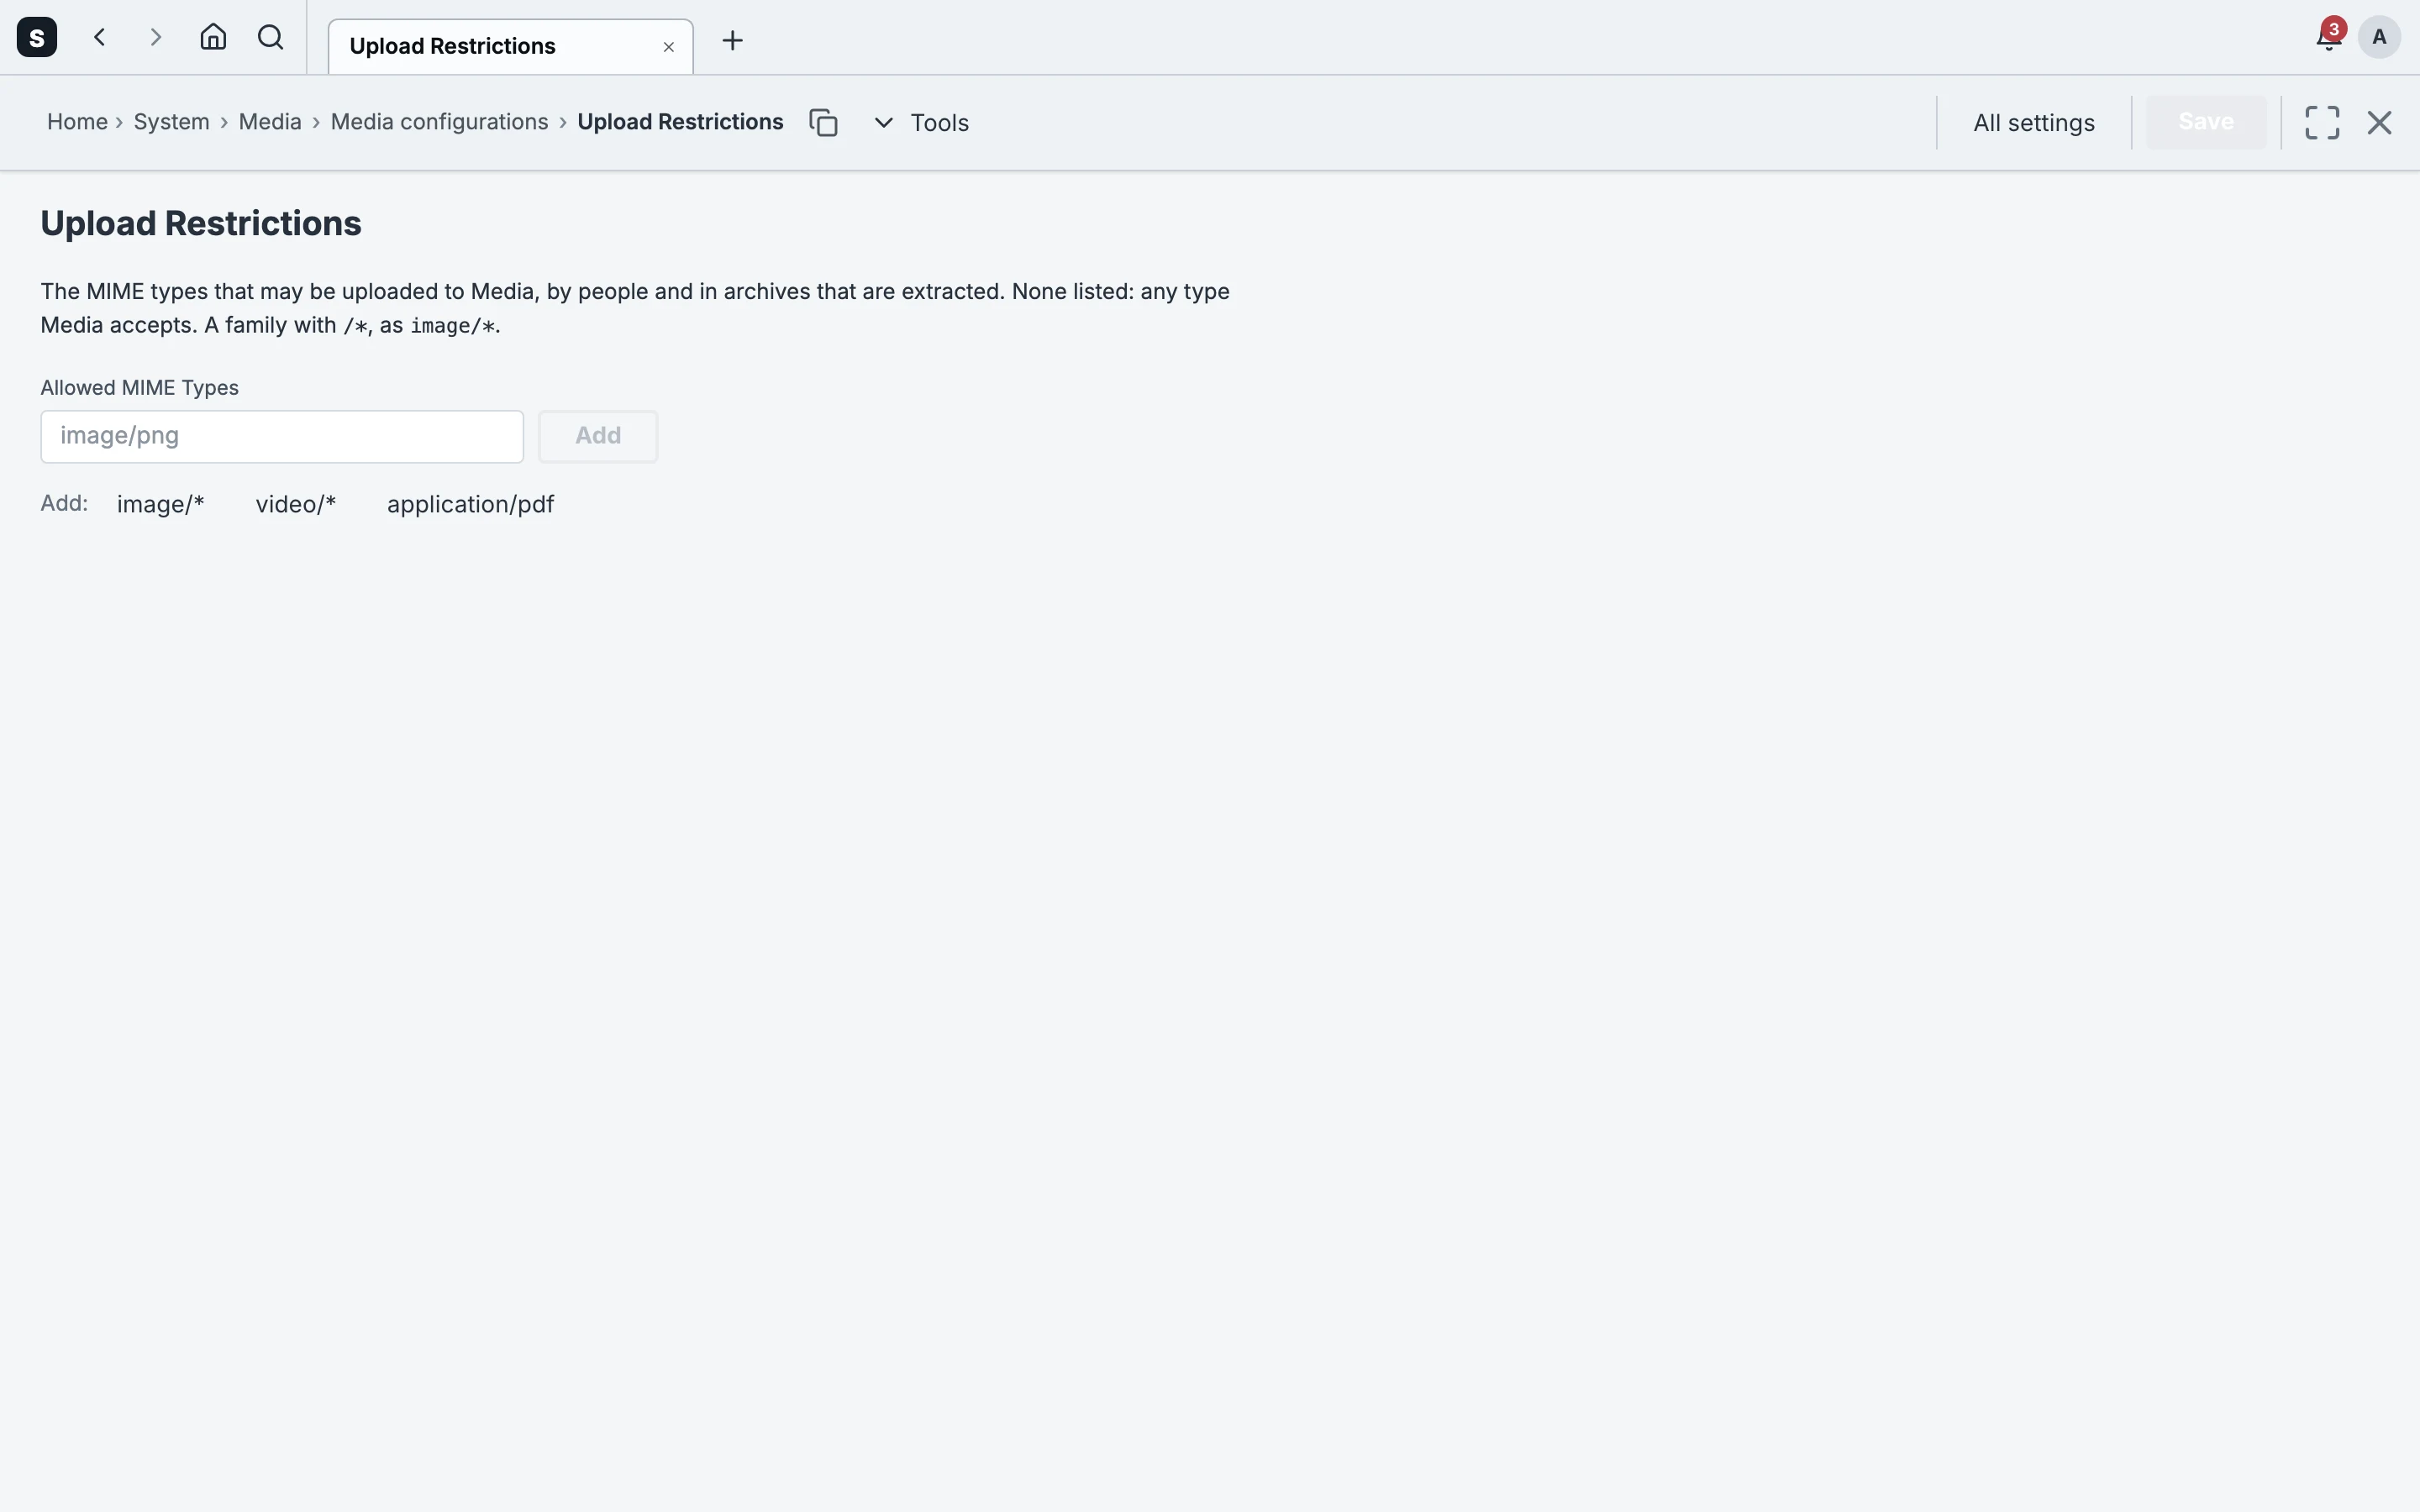 S
Upload Restrictions
3
A
Home › System › Media › Media configurations › Upload Restrictions
Tools
All settings
Save
Upload Restrictions
The MIME types that may be uploaded to Media, by people and in archives that are extracted. None listed: any type
Media accepts. A family with /*, as image/*.
Allowed MIME Types
image/png
Add
Add: image/* video/* application/pdf